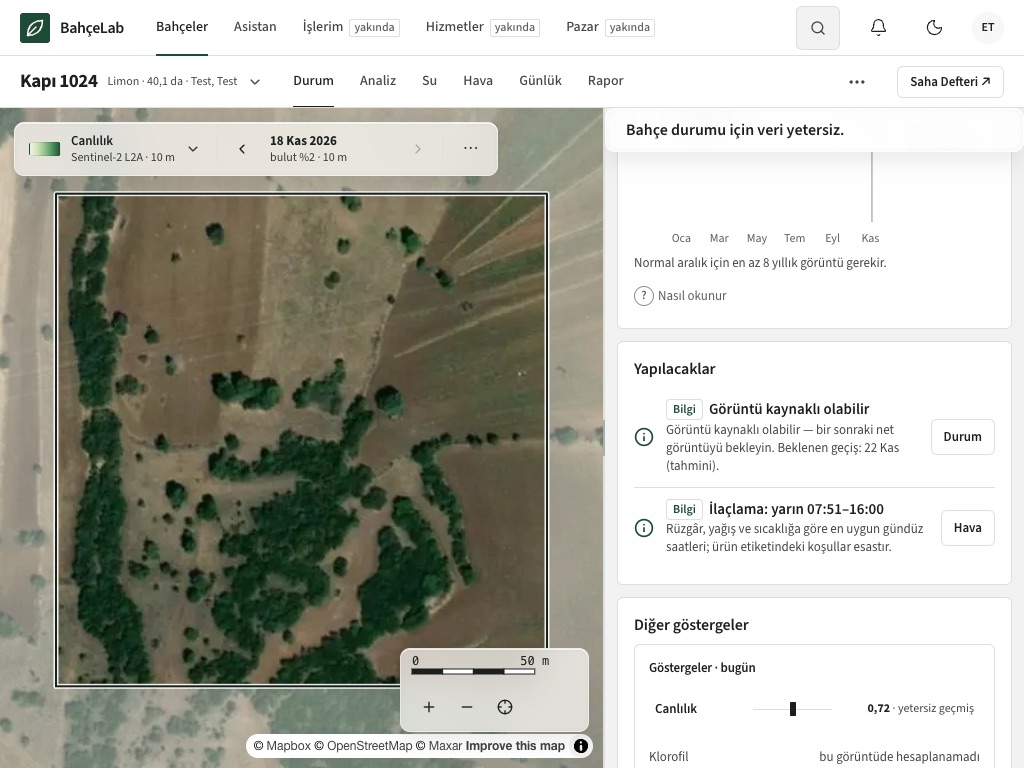 BahçeLab
Bahçeler
Asistan
İşlerim yakında
Hizmetler yakında
Pazar yakında
ET
Kapı 1024
Limon · 40,1 da · Test, Test
Durum
Analiz
Su
Hava
Günlük
Rapor
Saha Defteri ↗
Canlılık
Sentinel-2 L2A · 10 m
18 Kas 2026
bulut %2 · 10 m
0 50 m
© Mapbox © OpenStreetMap © Maxar Improve this map
Bahçe durumu için veri yetersiz.
Oca Mar May Tem Eyl Kas
Normal aralık için en az 8 yıllık görüntü gerekir.
? Nasıl okunur
Yapılacaklar
Bilgi Görüntü kaynaklı olabilir
Görüntü kaynaklı olabilir — bir sonraki net
görüntüyü bekleyin. Beklenen geçiş: 22 Kas
(tahmini).
Durum
Bilgi İlaçlama: yarın 07:51–16:00
Rüzgâr, yağış ve sıcaklığa göre en uygun gündüz
saatleri; ürün etiketindeki koşullar esastır.
Hava
Diğer göstergeler
Göstergeler · bugün
Canlılık 0,72 · yetersiz geçmiş
Klorofil bu görüntüde hesaplanamadı